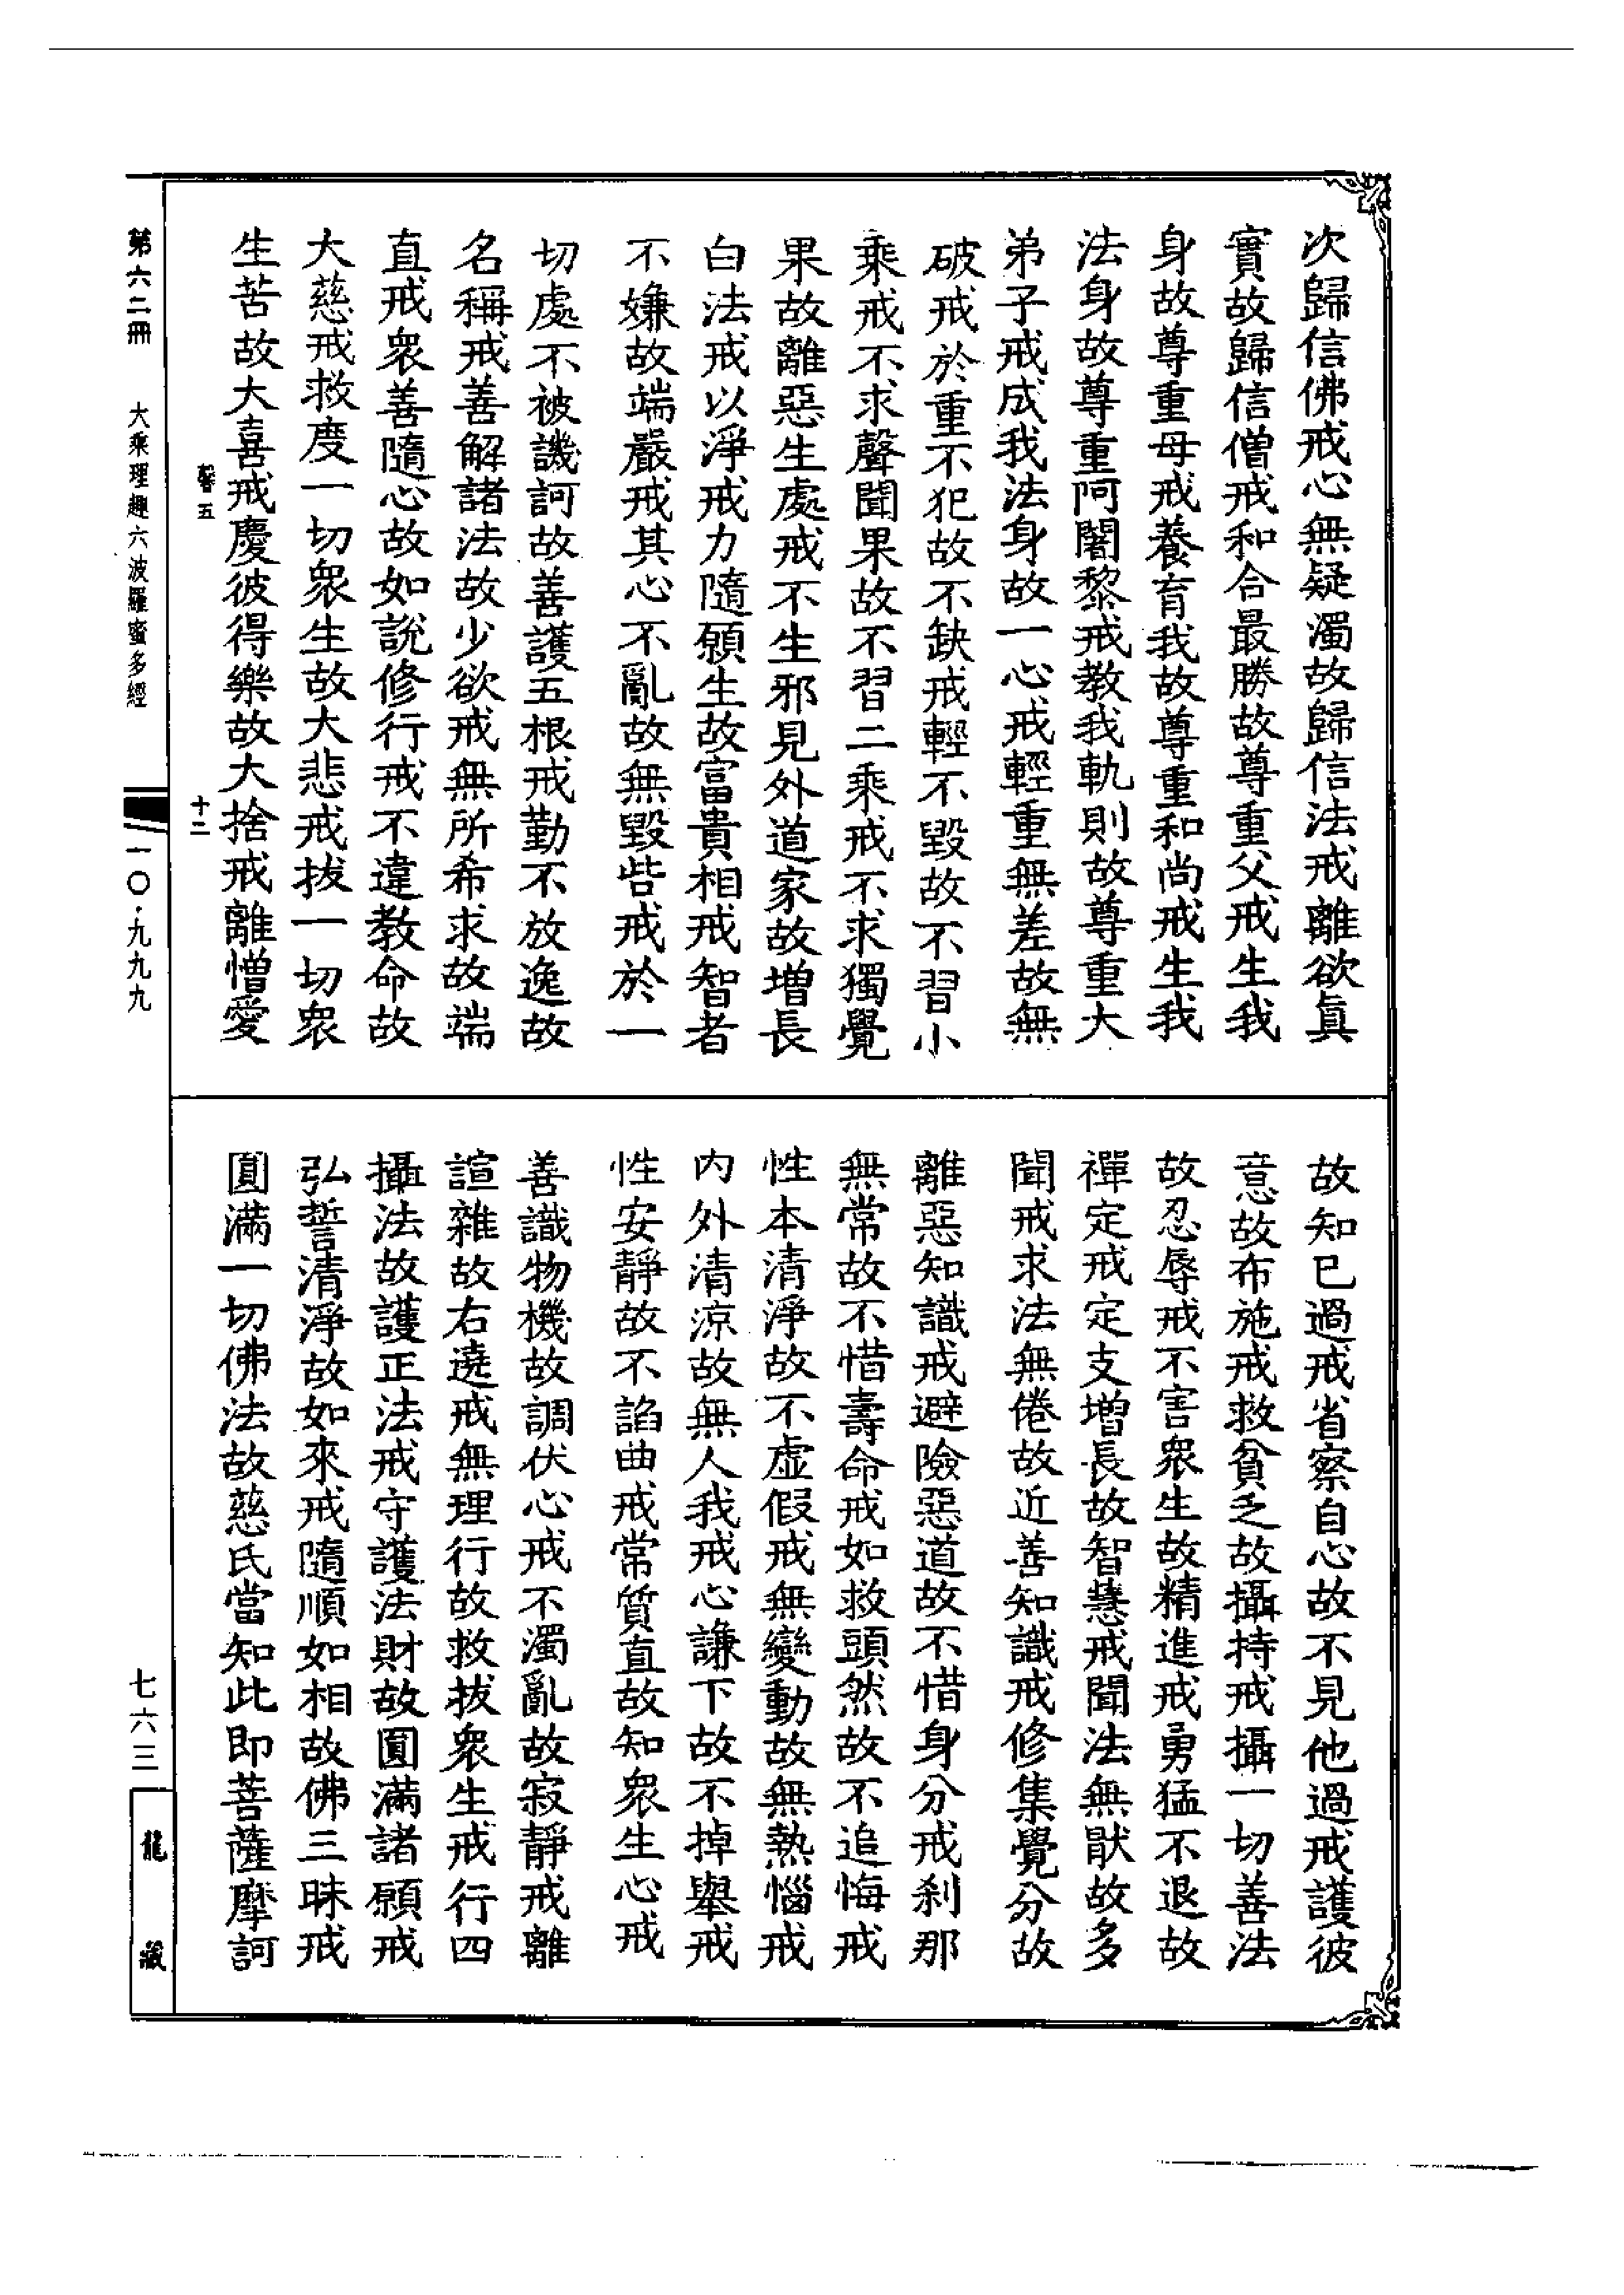 次歸信佛戒心無疑濁故歸信法戒離欲眞
實故歸信僧戒和合最勝故尊重父戒生我
身故尊重母戒養育我故尊重和尚戒生我
法身故尊重阿闍黎戒教我軌則故尊重大
弟子戒成我法身故一心戒輕重無差故無
破戒於重不犯故不缺戒輕不毀故不習小
乘戒不求聲聞果故不習二乘戒不求獨覺
果故離惡生處戒不生邪見外道家故增長
白法戒以淨戒力隨願生故富貴相戒智者
不嫌故端嚴戒其心不亂故無毀呰戒於一
切處不被譏訶故善護五根戒勤不放逸故
名稱戒善解諸法故少欲戒無所希求故端
直戒衆善隨心故如說修行戒不違教命故
大慈戒救度一切衆生故大悲戒拔一切衆
生苦故大喜戒慶彼得樂故大捨戒離憎愛
故知已過戒省察自心故不見他過戒護彼
意故布施戒救貧乏故攝持戒攝一切善法
故忍辱戒不害衆生故精進戒勇猛不退故
禪定戒定支增長故智慧戒聞法無猒故多
聞戒求法無倦故近善知識戒修集覺分故
離惡知識戒避險惡道故不惜身分戒刹那
無常故不惜壽命戒如救頭然故不追悔戒
性本清淨故不虛假戒無變動故無熱惱戒
內外清涼故無人我戒心謙下故不掉舉戒
性安靜故不諂曲戒常質直故知衆生心戒
善識物機故調伏心戒不濁亂故寂靜戒離
諠雜故右遶戒無理行故救拔衆生戒行四
攝法故護正法戒守護法財故圓滿諸願戒
弘誓清淨故如來戒隨順如相故佛三昧戒
圓滿一切佛法故慈氏當知此即菩薩摩訶
馨五
十二
第六二冊
大乘理趣六波羅蜜多經
一〇·九九九
七六三
龍藏